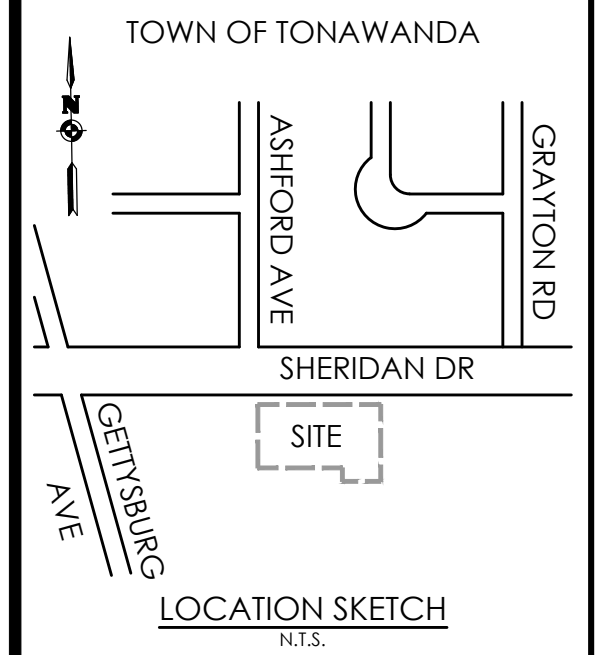 TOWN OF TONAWANDA
N
ASHFORD AVE
GRAYTON RD
SHERIDAN DR
SITE
GETTYSBURG
AVE
LOCATION SKETCH
N.T.S.